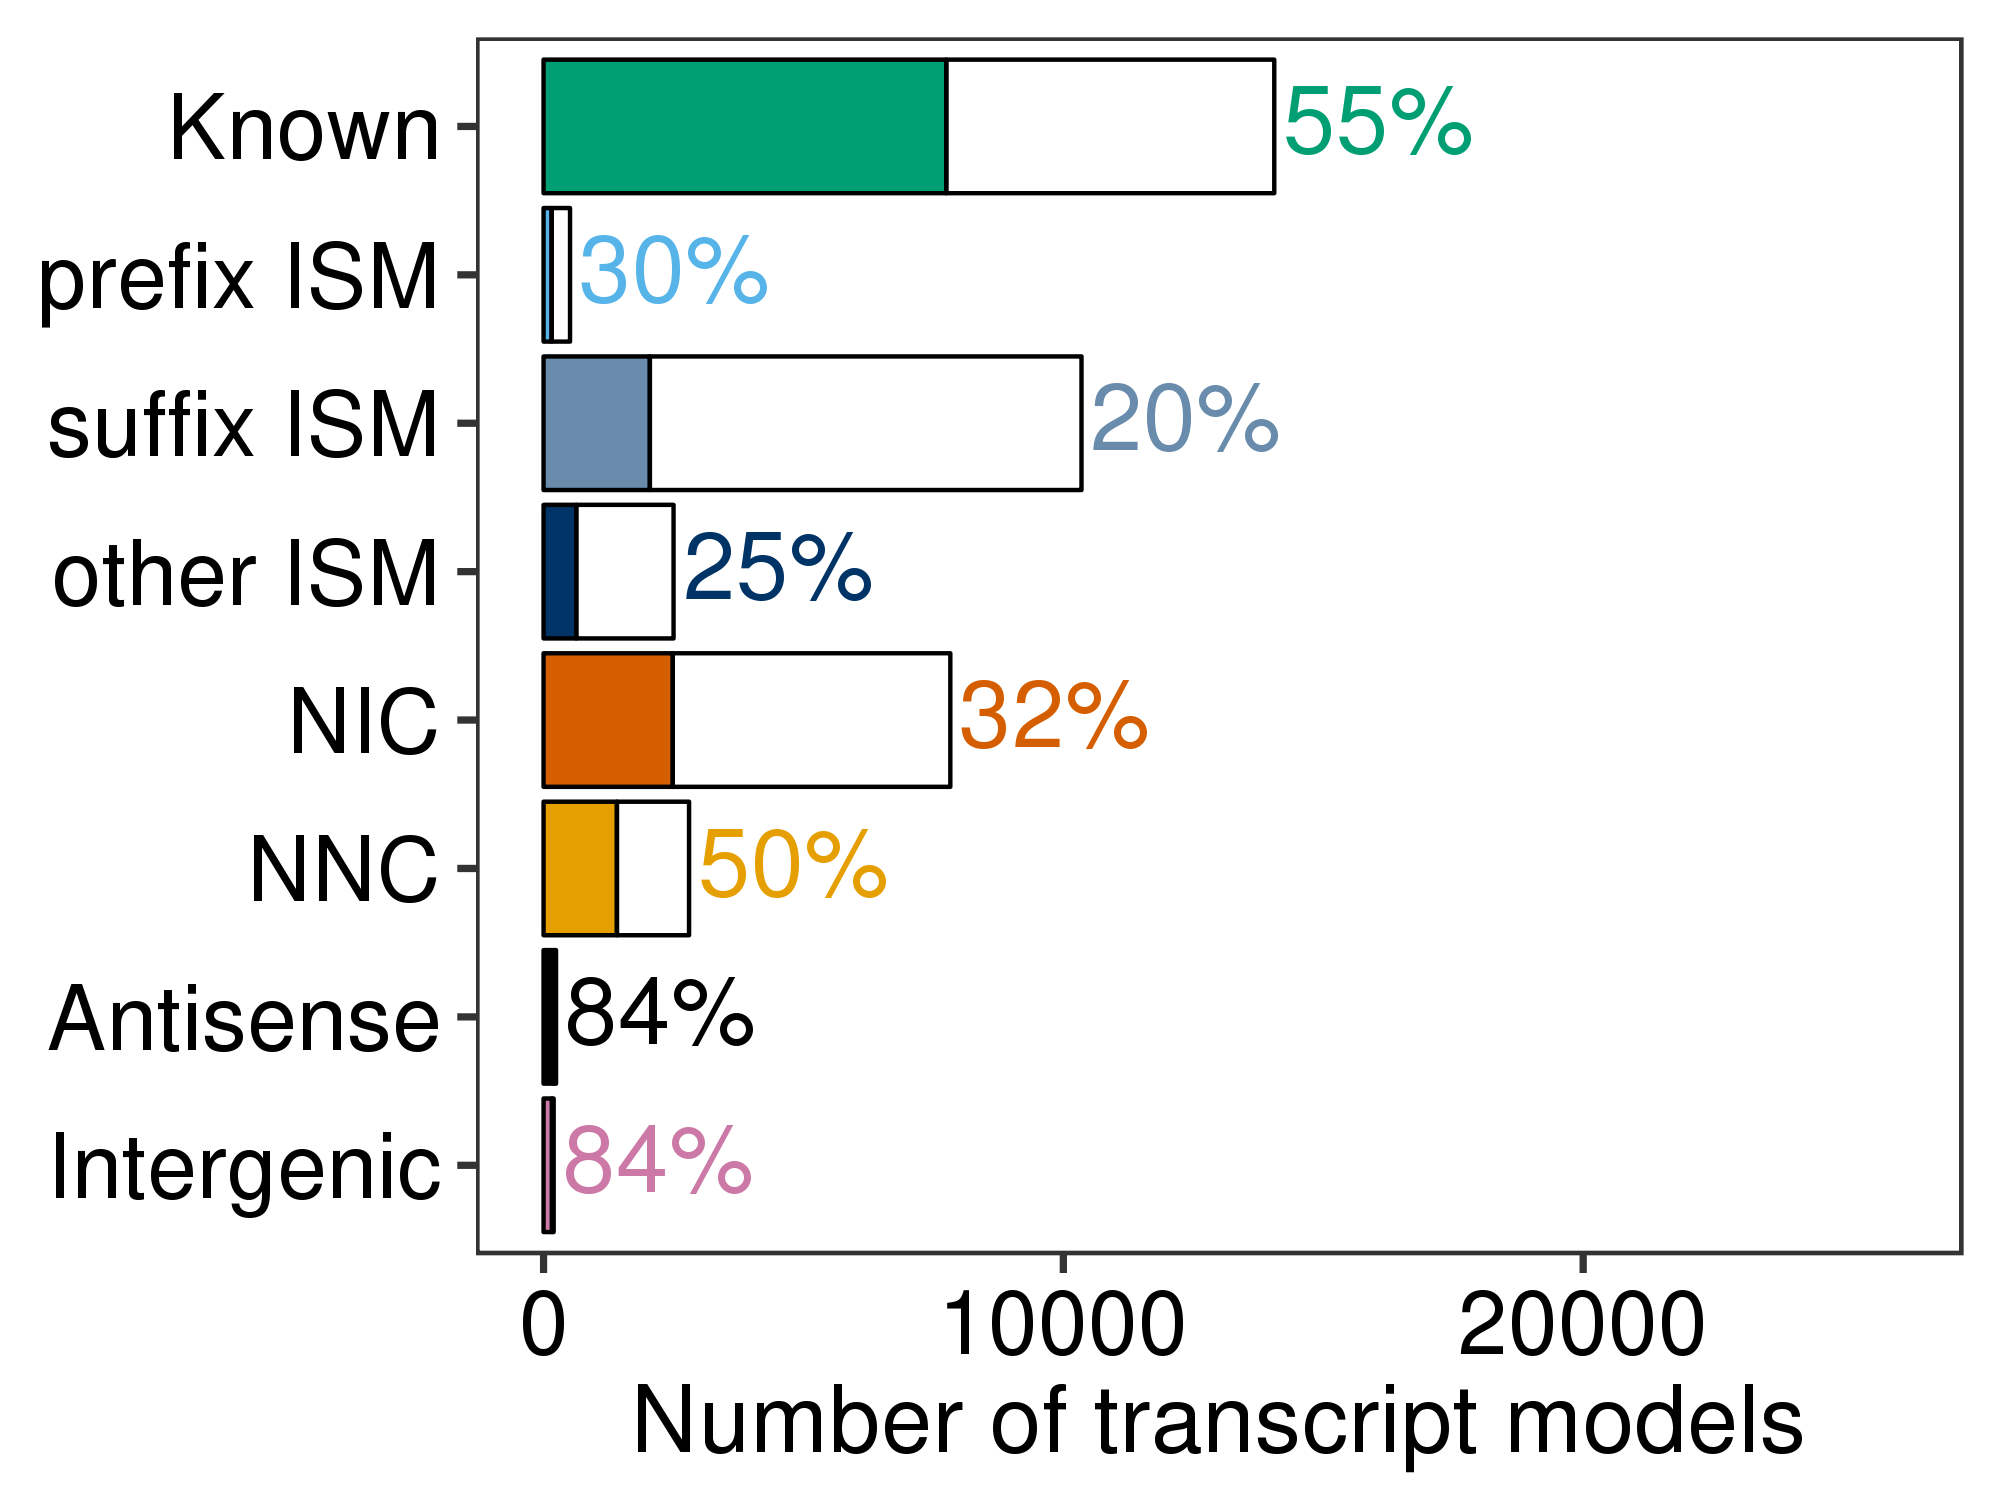 Known 55%
prefix ISM 30%
suffix ISM 20%
other ISM 25%
NIC 32%
NNC 50%
Antisense 84%
Intergenic 84%
0 10000 20000
Number of transcript models